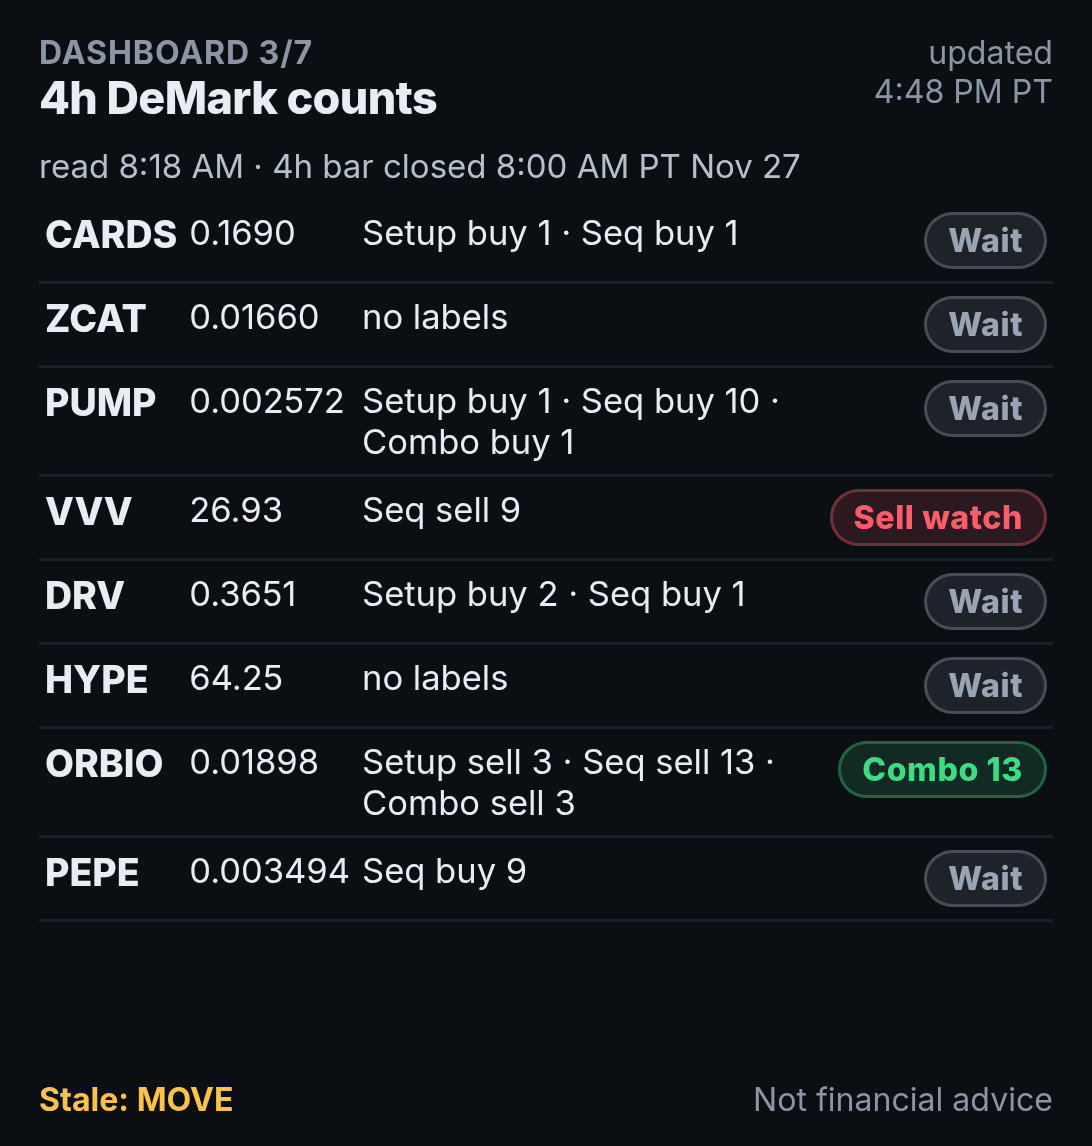 DASHBOARD 3/7
updated
4h DeMark counts
4:48 PM PT
read 8:18 AM · 4h bar closed 8:00 AM PT Nov 27
CARDS 0.1690 Setup buy 1 · Seq buy 1 Wait
ZCAT 0.01660 no labels Wait
PUMP 0.002572 Setup buy 1 · Seq buy 10 · Wait
Combo buy 1
VVV 26.93 Seq sell 9 Sell watch
DRV 0.3651 Setup buy 2 · Seq buy 1 Wait
HYPE 64.25 no labels Wait
ORBIO 0.01898 Setup sell 3 · Seq sell 13 · Combo 13
Combo sell 3
PEPE 0.003494 Seq buy 9 Wait
Stale: MOVE Not financial advice